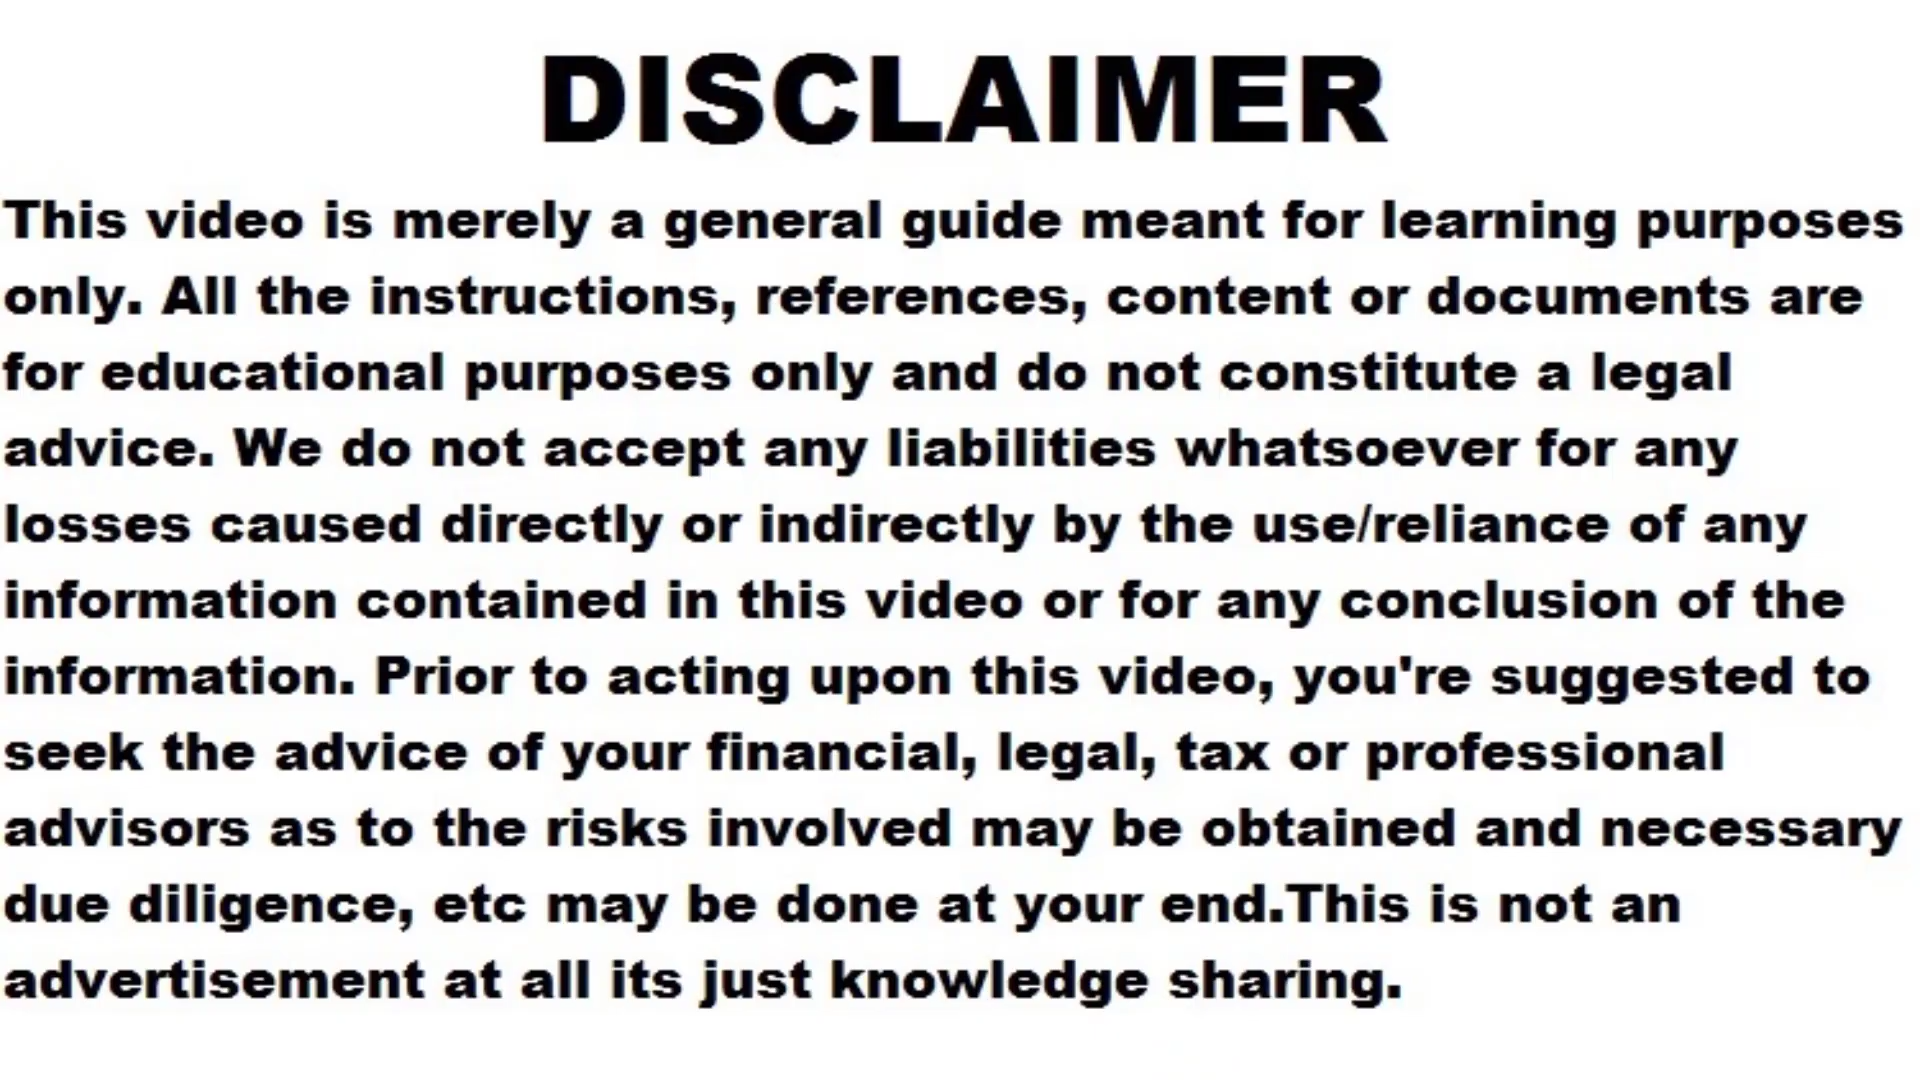 DISCLAIMER
This video is merely a general guide meant for learning purposes
only. All the instructions, references, content or documents are
for educational purposes only and do not constitute a legal
advice. We do not accept any liabilities whatsoever for any
losses caused directly or indirectly by the use/reliance of any
information contained in this video or for any conclusion of the
information. Prior to acting upon this video, you're suggested to
seek the advice of your financial, legal, tax or professional
advisors as to the risks involved may be obtained and necessary
due diligence, etc may be done at your end.This is not an
advertisement at all its just knowledge sharing.